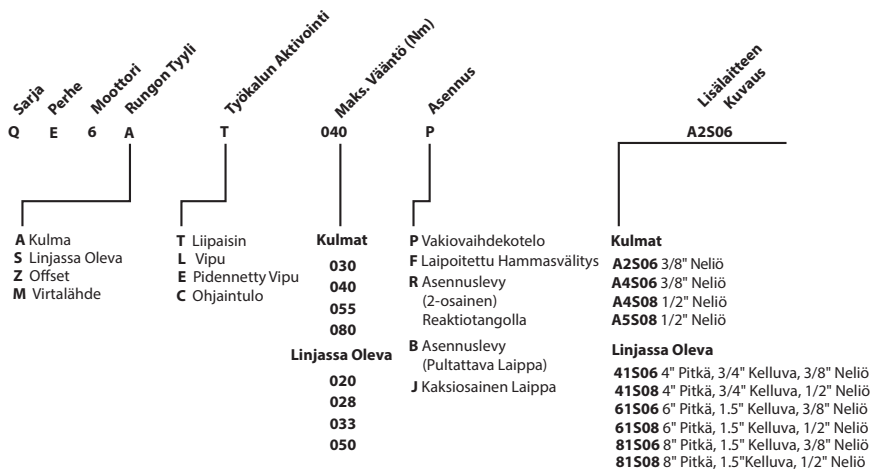 Sarja
Perhe
Moottori
Rungon Tyyli
Työkalun Aktivointi
Maks. Vääntö (Nm)
Asennus
Lisälaitteen
Kuvaus
Q E 6 A T 040 P A2S06
A Kulma
S Linjassa Oleva
Z Offset
M Virtalähde
T Liipaisin
L Vipu
E Pidennetty Vipu
C Ohjaintulo
Kulmat
030
040
055
080
Linjassa Oleva
020
028
033
050
P Vakiovaihdekotelo
F Laipoitettu Hammasvälitys
R Asennuslevy
(2-osainen)
Reaktiotangolla
B Asennuslevy
(Pultattava Laippa)
J Kaksiosainen Laippa
Kulmat
A2S06 3/8" Neliö
A4S06 3/8" Neliö
A4S08 1/2" Neliö
A5S08 1/2" Neliö
Linjassa Oleva
41S06 4" Pitkä, 3/4" Kelluva, 3/8" Neliö
41S08 4" Pitkä, 3/4" Kelluva, 1/2" Neliö
61S06 6" Pitkä, 1.5" Kelluva, 3/8" Neliö
61S08 6" Pitkä, 1.5" Kelluva, 1/2" Neliö
81S06 8" Pitkä, 1.5" Kelluva, 3/8" Neliö
81S08 8" Pitkä, 1.5"Kelluva, 1/2" Neliö